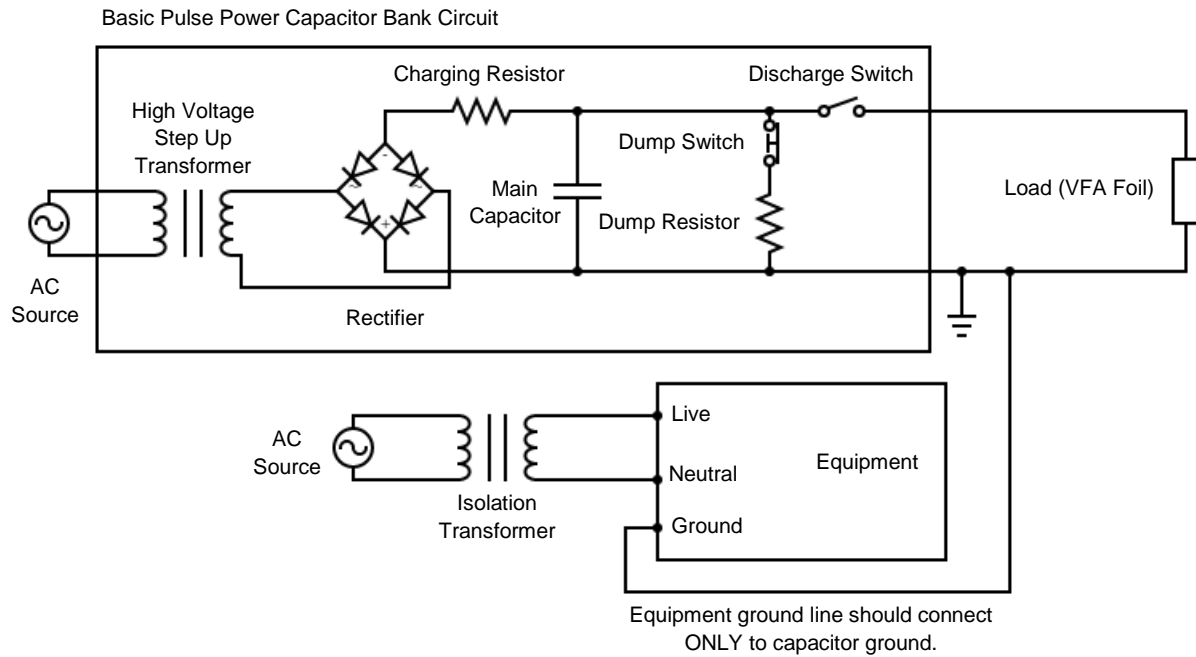 Basic Pulse Power Capacitor Bank Circuit
Charging Resistor
Discharge Switch
High Voltage
Step Up
Transformer
Dump Switch
-
~
~
+
Main
Capacitor
Dump Resistor
Load (VFA Foil)
AC
Source
Rectifier
Live
AC
Source
Equipment
Neutral
Isolation
Transformer
Ground
Equipment ground line should connect
ONLY to capacitor ground.